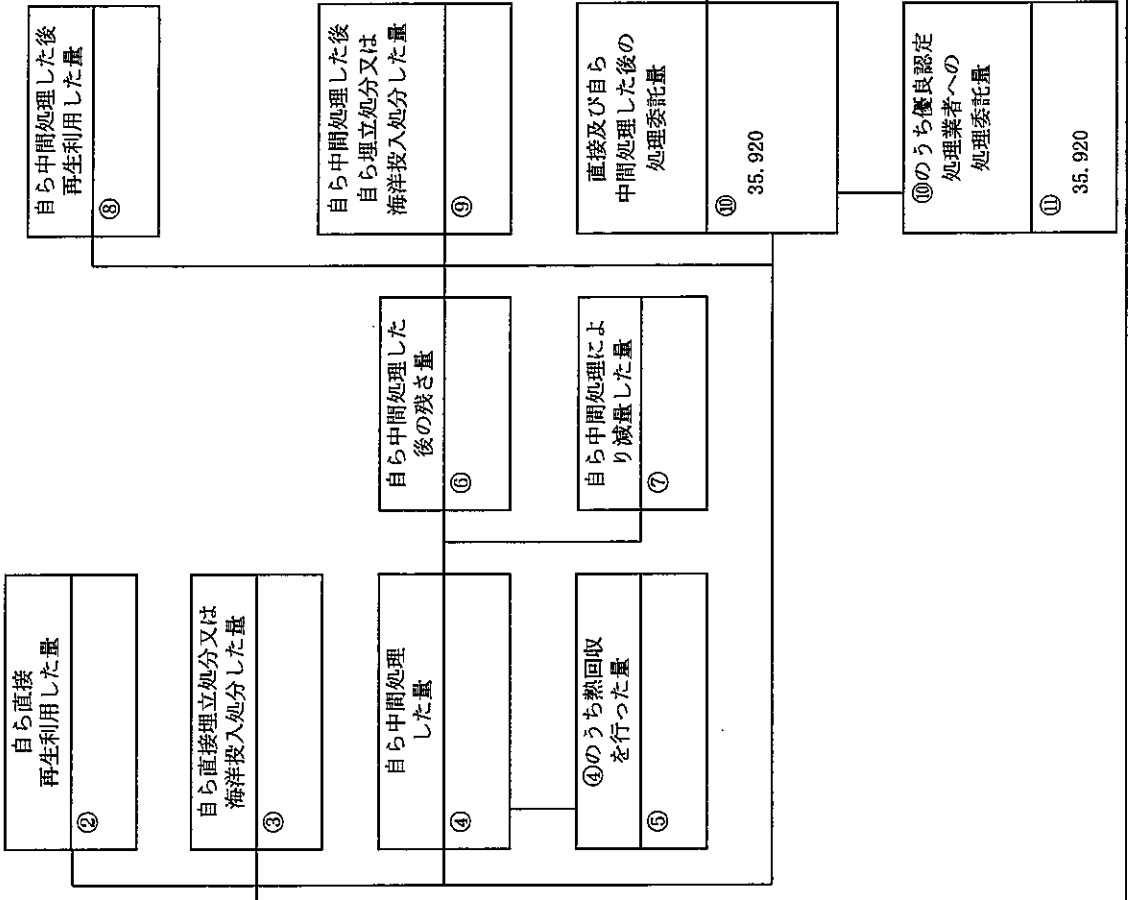 自ら直接
再生利用した量
②
自ら直接埋立処分又は
海洋投入処分した量
③
自ら中間処理
した量
④
④のうち熱回収
を行った量
⑤
自ら中間処理した
後の残さ量
⑥
自ら中間処理によ
り減量した量
⑦
自ら中間処理した後
再生利用した量
⑧
自ら中間処理した後
自ら埋立処分又は
海洋投入処分した量
⑨
直接及び自ら
中間処理した後の
処理委託量
⑩
35.920
⑩のうち優良認定
処理業者への
処理委託量
⑪
35.920